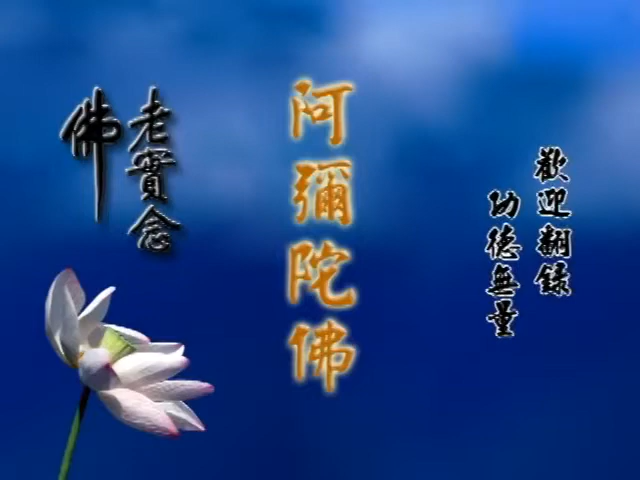 歡迎翻錄
功德無量
阿彌陀佛
老實念
佛